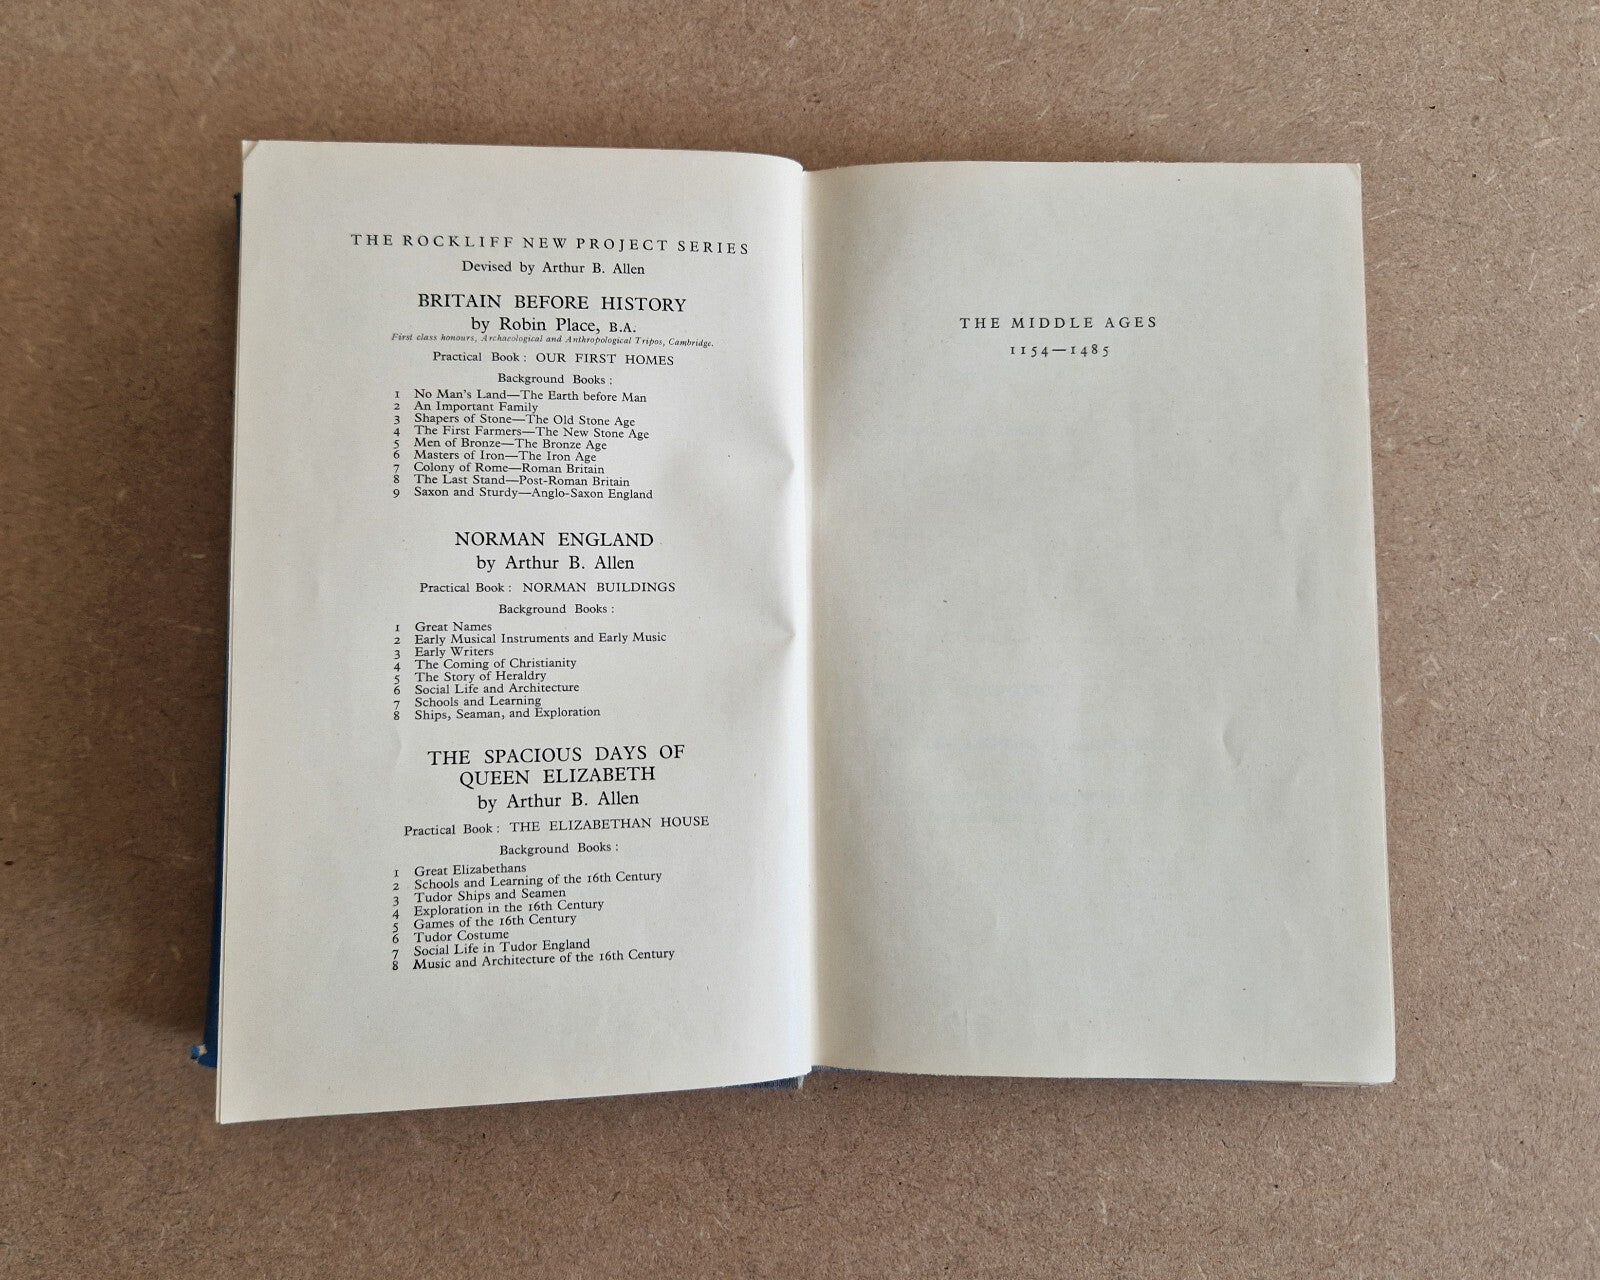 THE ROCKLIFF NEW PROJECT SERIES
Devised by Arthur B. Allen
BRITAIN BEFORE HISTORY
by Robin Place, B.A.
First class honours, Archaeological and Anthropological Tripos, Cambridge.
Practical Book : OUR FIRST HOMES
Background Books :
1 No Man's Land—The Earth before Man
2 An Important Family
3 Shapers of Stone—The Old Stone Age
4 The First Farmers—The New Stone Age
5 Men of Bronze—The Bronze Age
6 Masters of Iron—The Iron Age
7 Colony of Rome—Roman Britain
8 The Last Stand—Post-Roman Britain
9 Saxon and Sturdy—Anglo-Saxon England
NORMAN ENGLAND
by Arthur B. Allen
Practical Book : NORMAN BUILDINGS
Background Books :
1 Great Names
2 Early Musical Instruments and Early Music
3 Early Writers
4 The Coming of Christianity
5 The Story of Heraldry
6 Social Life and Architecture
7 Schools and Learning
8 Ships, Seaman, and Exploration
THE SPACIOUS DAYS OF
QUEEN ELIZABETH
by Arthur B. Allen
Practical Book : THE ELIZABETHAN HOUSE
Background Books :
1 Great Elizabethans
2 Schools and Learning of the 16th Century
3 Tudor Ships and Seamen
4 Exploration in the 16th Century
5 Games of the 16th Century
6 Tudor Costume
7 Social Life in Tudor England
8 Music and Architecture of the 16th Century
THE MIDDLE AGES
1154—1485